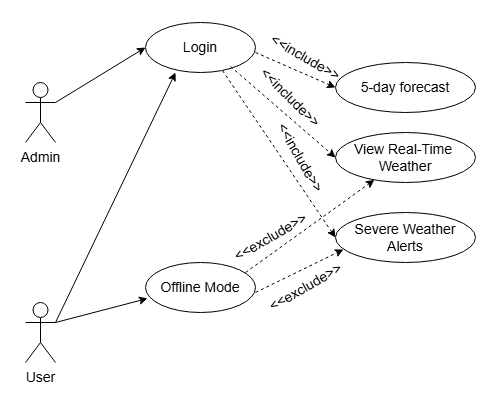 Login
<<include>>
5-day forecast
<<include>>
Admin
View Real-Time
Weather
<<include>>
<<exclude>>
Severe Weather
Alerts
Offline Mode
<<exclude>>
User